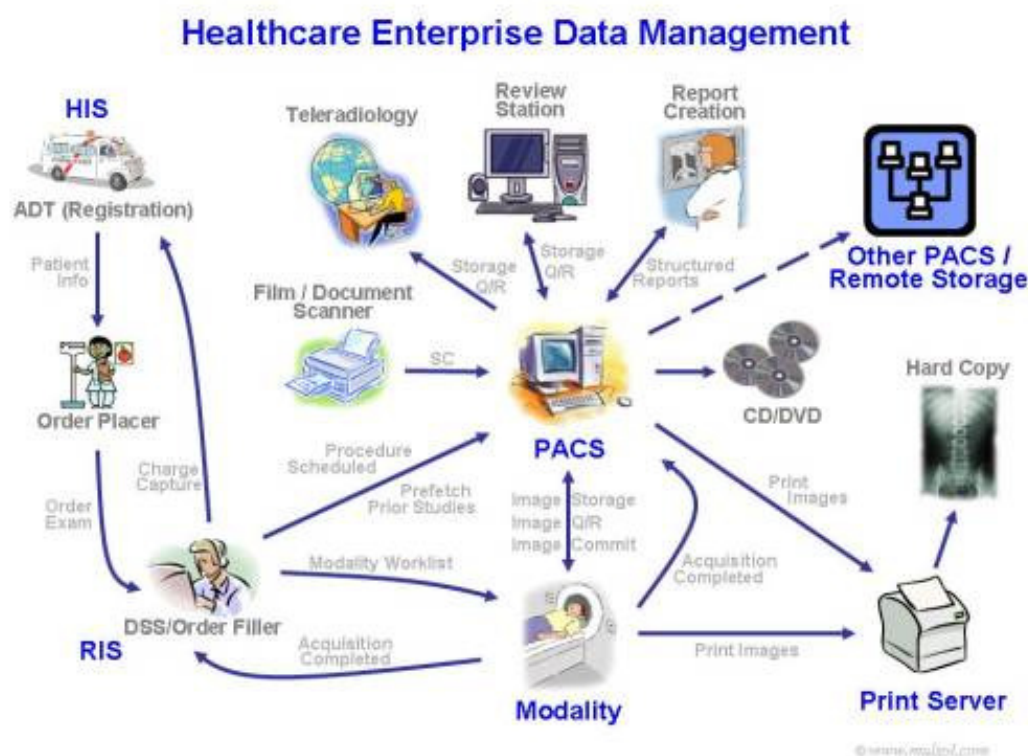 Healthcare Enterprise Data Management
HIS
ADT (Registration)
Patient
Info
Order Placer
Order
Exam
Charge
Capture
DSS/Order Filler
RIS
Teleradiology
Review
Station
Report
Creation
Other PACS /
Remote Storage
Storage
Q/R
Storage
Q/R
Structured
Reports
Film / Document
Scanner
SC
PACS
CD/DVD
Hard Copy
Procedure
Scheduled
Prefetch
Prior Studies
Image Storage
Image Q/R
Image Commit
Print
Images
Modality Worklist
Acquisition
Completed
Acquisition
Completed
Print Images
Modality
Print Server